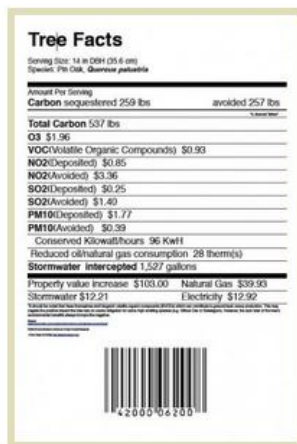 Tree Facts
Serving Size: 14 in DBH (35.6 cm)
Species: Pin Oak, Quercus palustris
Amount Per Serving
Carbon sequestered 259 lbs avoided 257 lbs
Total Carbon 537 lbs
O3 $1.96
VOC(Volatile Organic Compounds) $0.93
NO2(Deposited) $0.85
NO2(Avoided) $3.36
SO2(Deposited) $0.25
SO2(Avoided) $1.40
PM10(Deposited) $1.77
PM10(Avoided) $0.39
Conserved Kilowatt/hours 96 KwH
Reduced oil/natural gas consumption 28 therm(s)
Stormwater intercepted 1,527 gallons
Property value increase $103.00 Natural Gas $39.93
Stormwater $12.21 Electricity $12.92
42000 06200